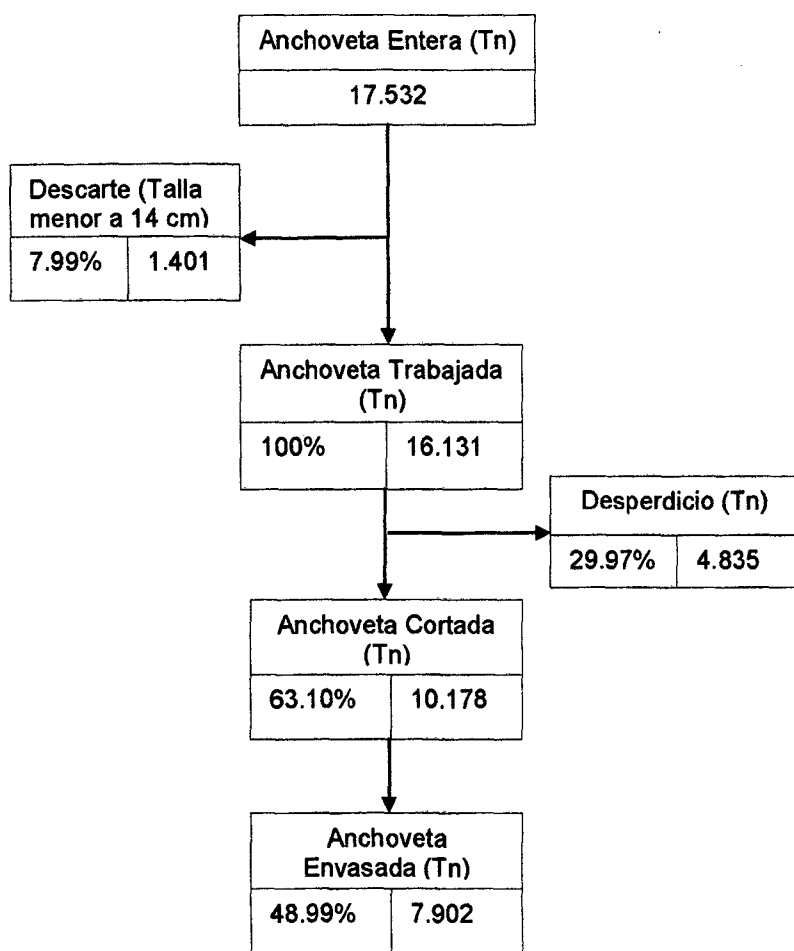 Anchoveta Entera (Tn)
17.532
Descarte (Talla
menor a 14 cm)
7.99% 1.401
Anchoveta Trabajada
(Tn)
100% 16.131
Desperdicio (Tn)
29.97% 4.835
Anchoveta Cortada
(Tn)
63.10% 10.178
Anchoveta
Envasada (Tn)
48.99% 7.902